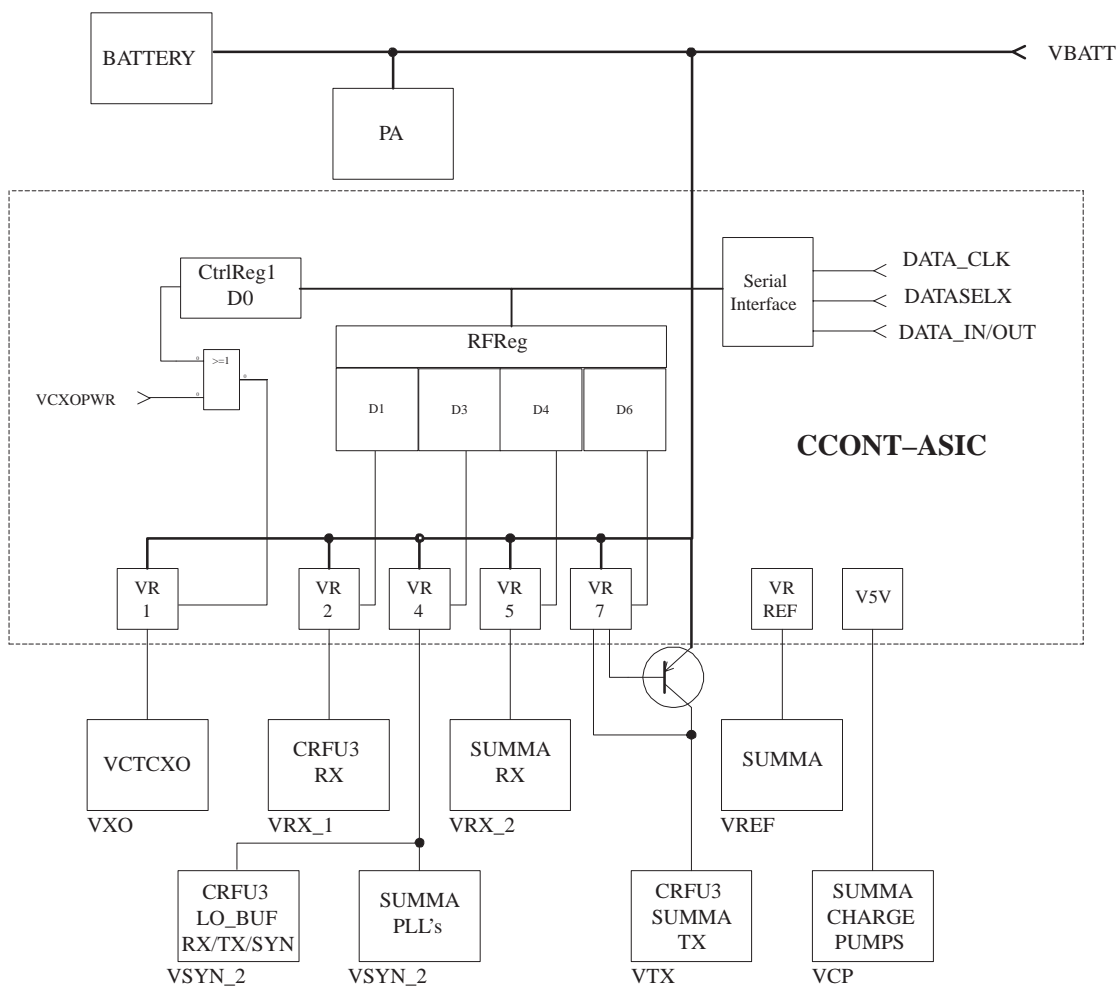 BATTERY
VBATT
PA
CtrlReg1
D0
Serial
Interface
DATA_CLK
DATASELX
DATA_IN/OUT
RFReg
>=1
0
0
0
VCXOPWR
D1
D3
D4
D6
CCONT–ASIC
VR
1
VR
2
VR
4
VR
5
VR
7
VR
REF
V5V
VCTCXO
VXO
CRFU3
RX
VRX_1
SUMMA
RX
VRX_2
SUMMA
VREF
CRFU3
LO_BUF
RX/TX/SYN
VSYN_2
SUMMA
PLL's
VSYN_2
CRFU3
SUMMA
TX
VTX
SUMMA
CHARGE
PUMPS
VCP